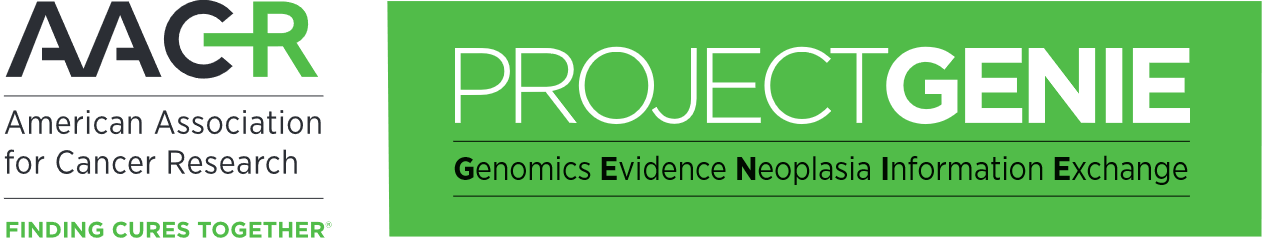 AACR
American Association
for Cancer Research
FINDING CURES TOGETHER®
PROJECTGENIE
Genomics Evidence Neoplasia Information Exchange